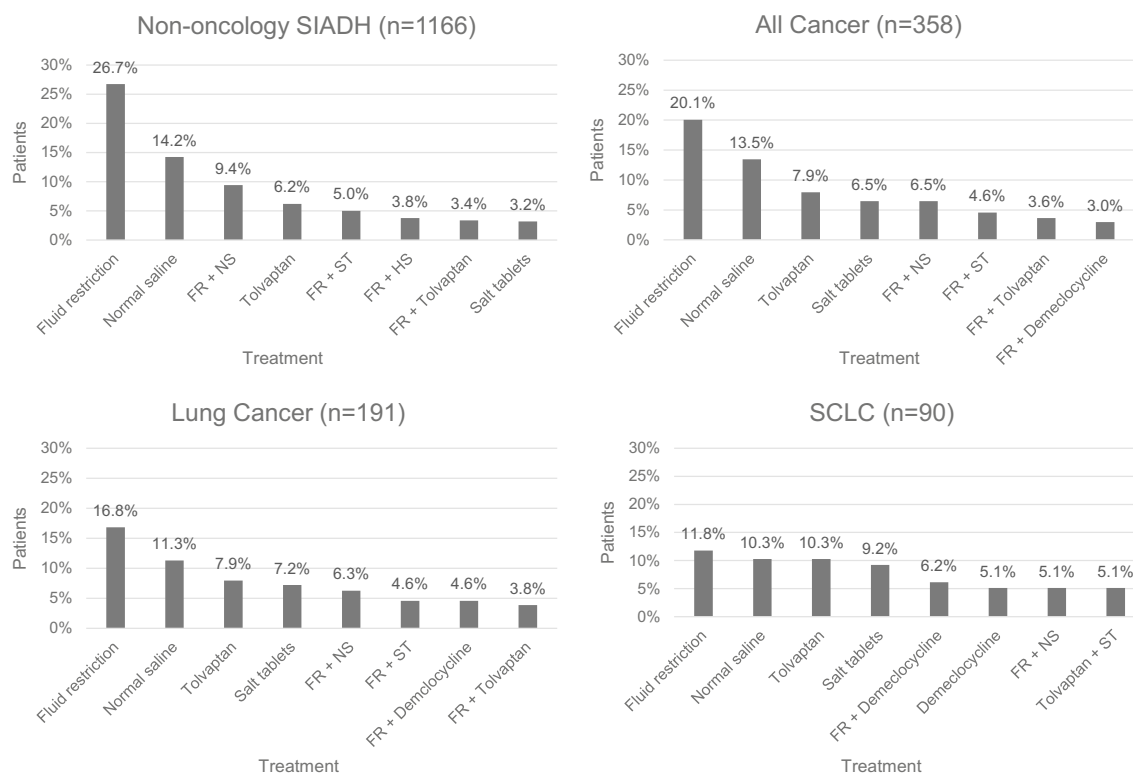 Non-oncology SIADH (n=1166)
30%
25%
20%
15%
10%
5%
0%
Patients
26.7%
14.2%
9.4%
6.2%
5.0%
3.8%
3.4%
3.2%
Fluid restriction
Normal saline
FR + NS
Tolvaptan
FR + ST
FR + HS
FR + Tolvaptan
Salt tablets
Treatment
All Cancer (n=358)
30%
25%
20%
15%
10%
5%
0%
Patients
20.1%
13.5%
7.9%
6.5%
6.5%
4.6%
3.6%
3.0%
Fluid restriction
Normal saline
Tolvaptan
Salt tablets
FR + NS
FR + ST
FR + Tolvaptan
FR + Demeclocycline
Treatment
Lung Cancer (n=191)
30%
25%
20%
15%
10%
5%
0%
Patients
16.8%
11.3%
7.9%
7.2%
6.3%
4.6%
4.6%
3.8%
Fluid restriction
Normal saline
Tolvaptan
Salt tablets
FR + NS
FR + ST
FR + Demclocycline
FR + Tolvaptan
Treatment
SCLC (n=90)
30%
25%
20%
15%
10%
5%
0%
Patients
11.8%
10.3%
10.3%
9.2%
6.2%
5.1%
5.1%
5.1%
Fluid restriction
Normal saline
Tolvaptan
Salt tablets
FR + Demeclocycline
Demeclocycline
FR + NS
Tolvaptan + ST
Treatment